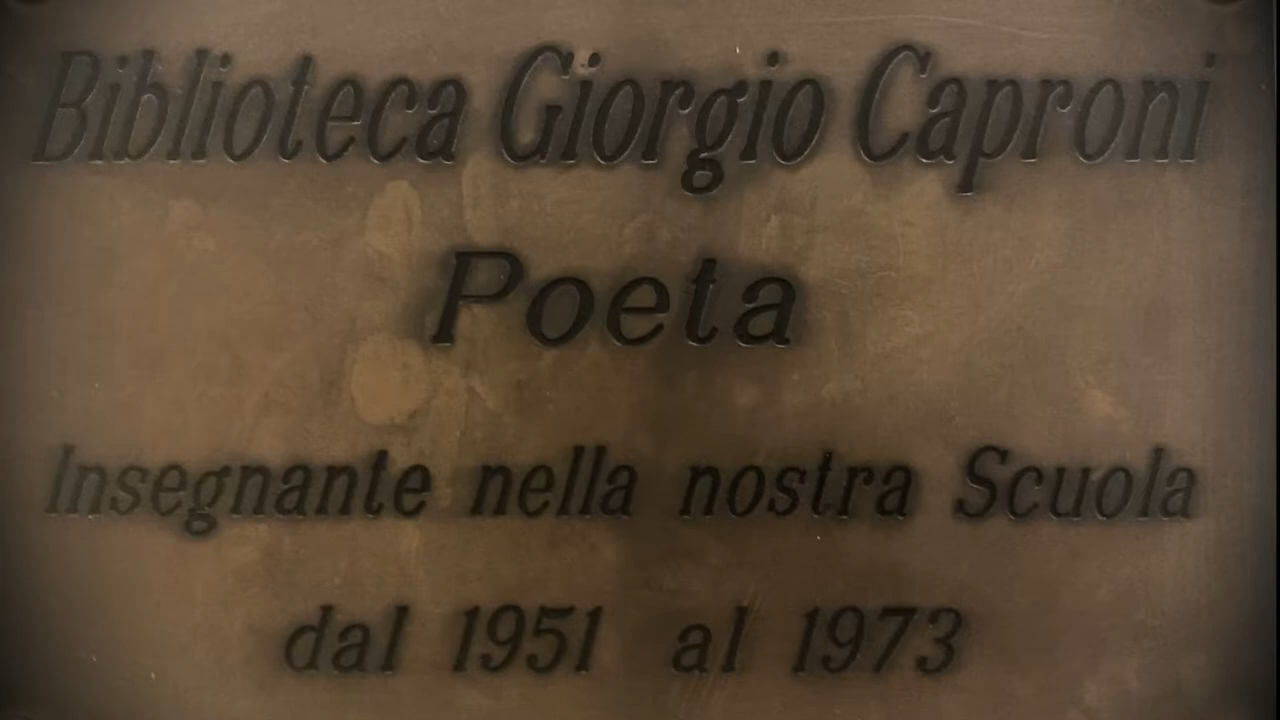 Biblioteca Giorgio Caproni
Poeta
Insegnante nella nostra Scuola
dal 1951 al 1973